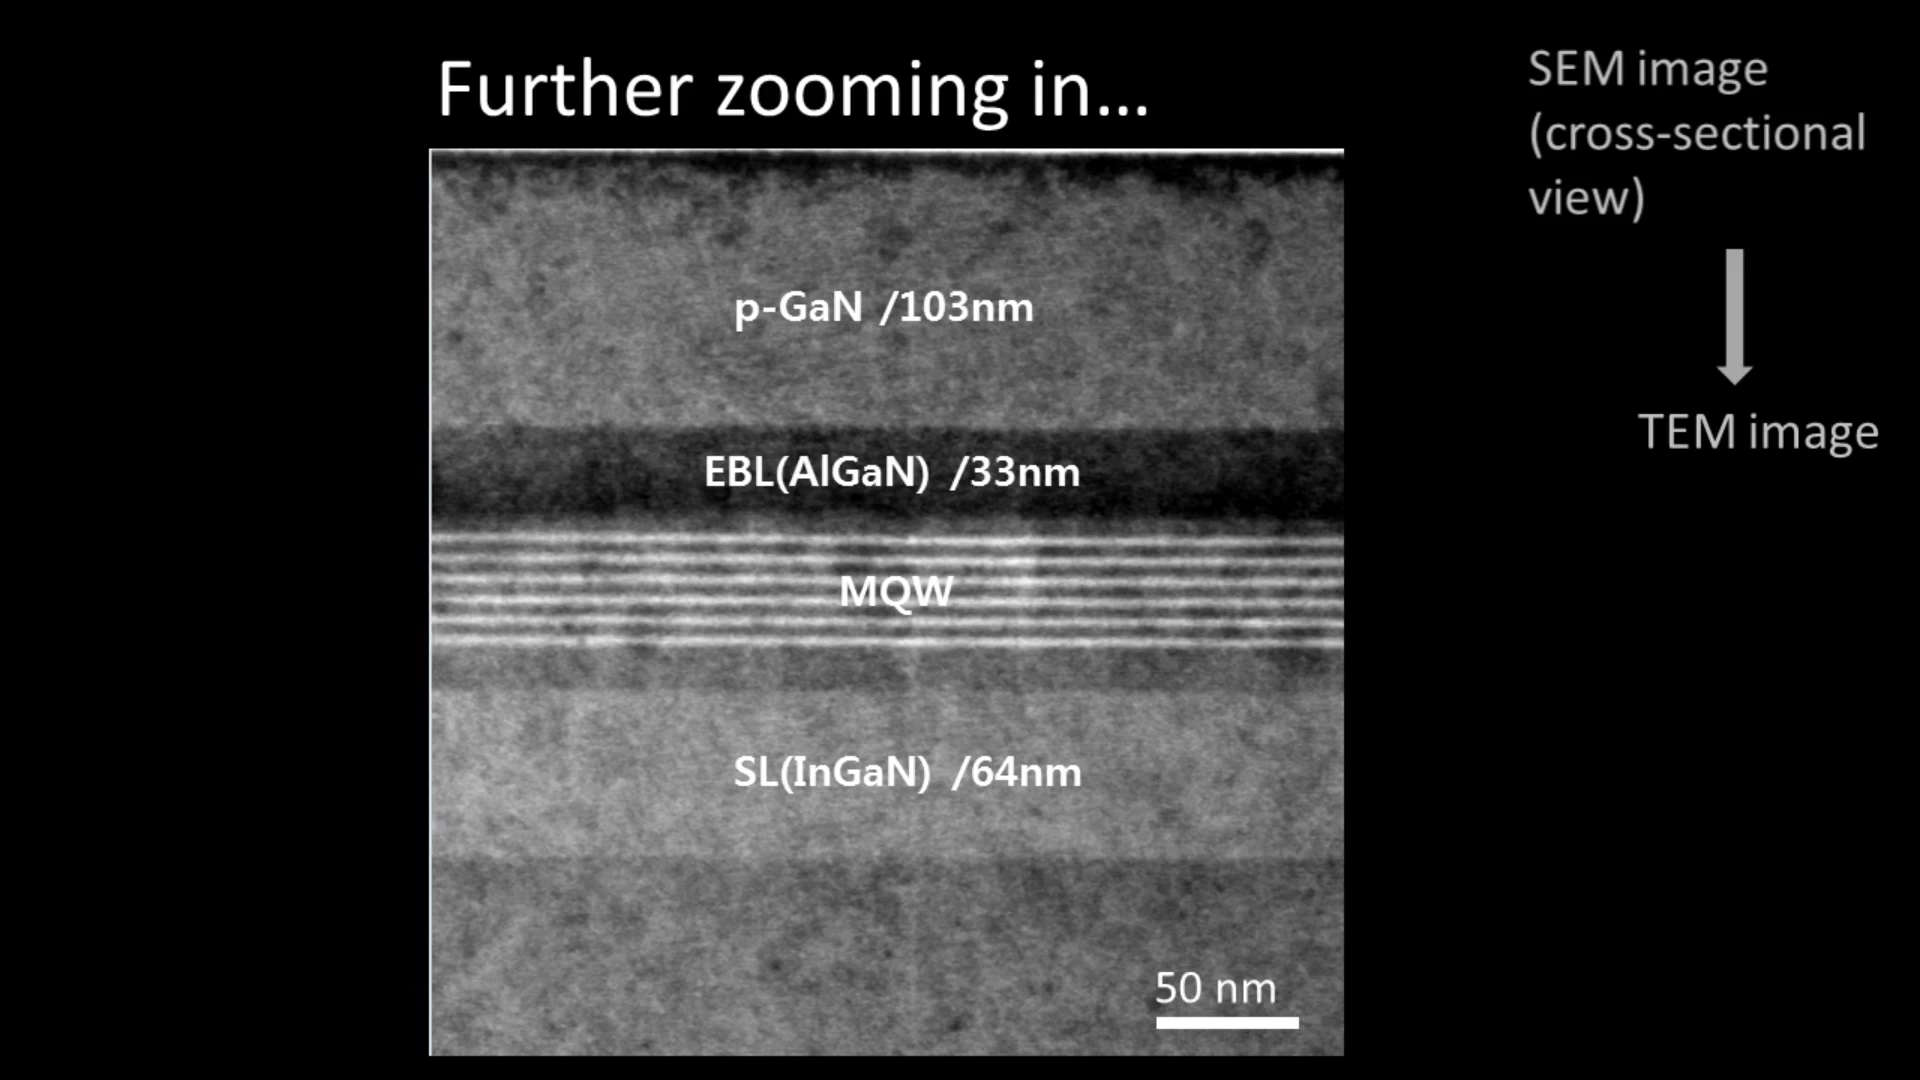 Further zooming in...
SEM image
(cross-sectional
view)
TEM image
p-GaN /103nm
EBL(AlGaN) /33nm
MQW
SL(InGaN) /64nm
50 nm